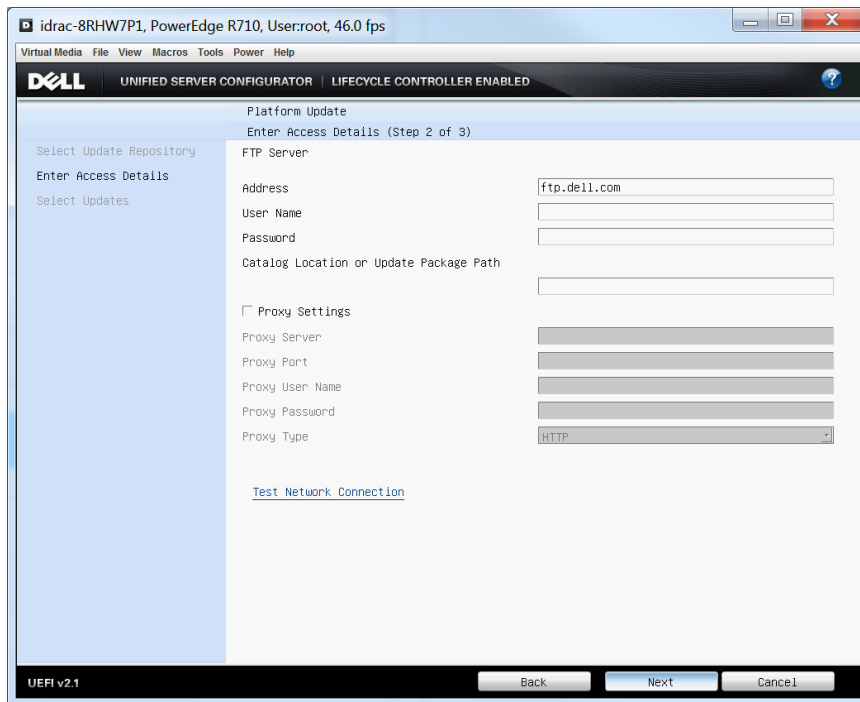 idrac-8RHW7P1, PowerEdge R710, User:root, 46.0 fps
Virtual Media File View Macros Tools Power Help
DELL UNIFIED SERVER CONFIGURATOR | LIFECYCLE CONTROLLER ENABLED ?
Platform Update
Enter Access Details (Step 2 of 3)
Select Update Repository
Enter Access Details
Select Updates
FTP Server
Address ftp.dell.com
User Name
Password
Catalog Location or Update Package Path
Proxy Settings
Proxy Server
Proxy Port
Proxy User Name
Proxy Password
Proxy Type HTTP
Test Network Connection
UEFI v2.1 Back Next Cancel